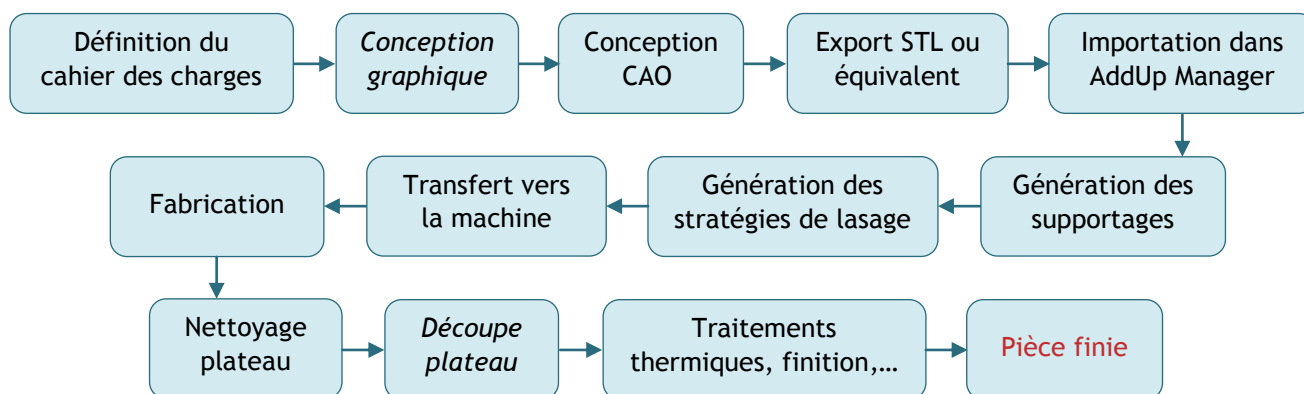 Définition du
cahier des charges
Conception
graphique
Conception
CAO
Export STL ou
équivalent
Importation dans
AddUp Manager
Génération des
supportages
Génération des
stratégies de lasage
Transfert vers
la machine
Fabrication
Nettoyage
plateau
Découpe
plateau
Traitements
thermiques, finition,…
Pièce finie